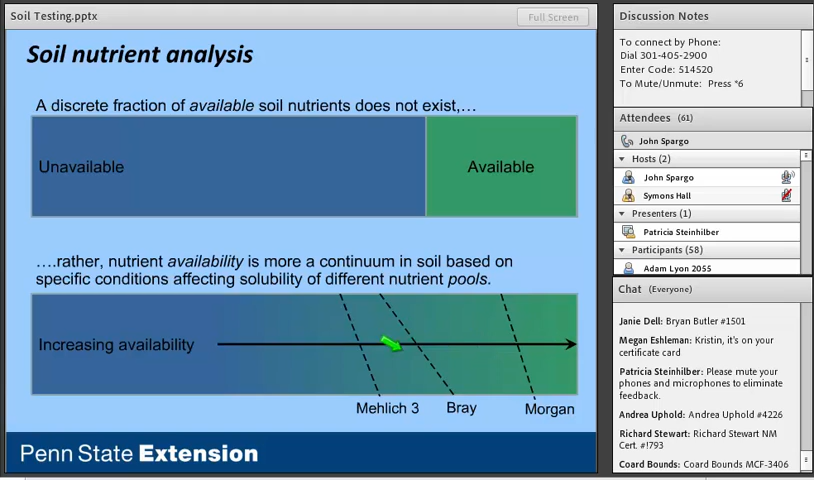 Soil Testing.pptx
Full Screen
Soil nutrient analysis
A discrete fraction of available soil nutrients does not exist,…
Unavailable
Available
….rather, nutrient availability is more a continuum in soil based on
specific conditions affecting solubility of different nutrient pools.
Increasing availability
Mehlich 3
Bray
Morgan
Penn State Extension
Discussion Notes
To connect by Phone:
Dial 301-405-2900
Enter Code: 514520
To Mute/Unmute: Press *6
Attendees (61)
John Spargo
Hosts (2)
John Spargo
Symons Hall
Presenters (1)
Patricia Steinhilber
Participants (58)
Adam Lyon 2055
Chat (Everyone)
Janie Dell: Bryan Butler #1501
Megan Eshleman: Kristin, it's on your
certificate card
Patricia Steinhilber: Please mute your
phones and microphones to eliminate
feedback.
Andrea Uphold: Andrea Uphold #4226
Richard Stewart: Richard Stewart NM
Cert. #!793
Coard Bounds: Coard Bounds MCF-3406